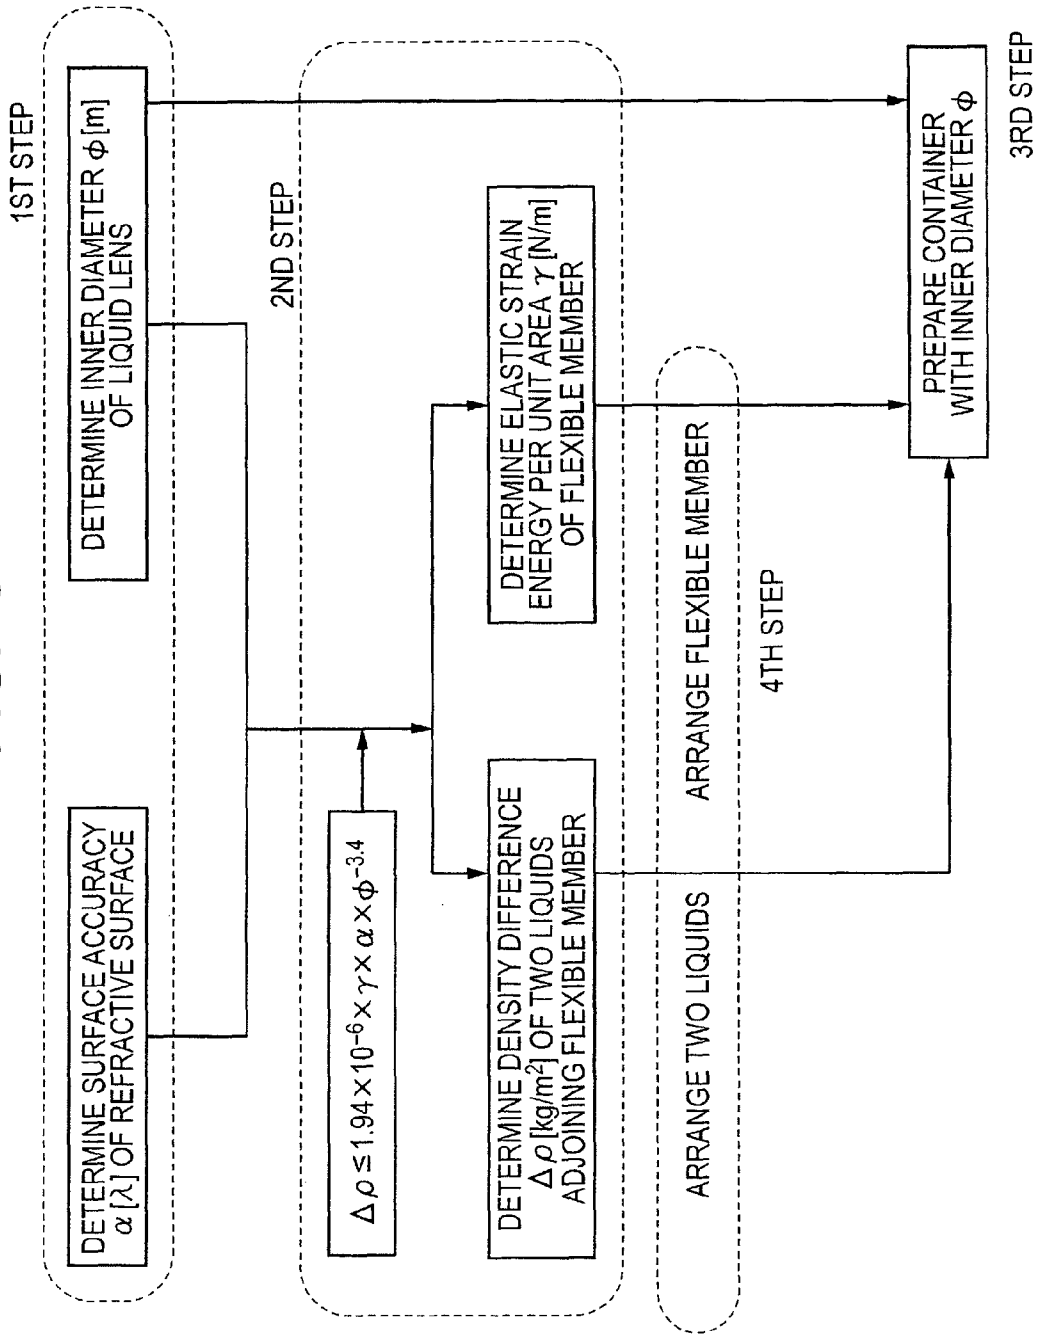 1ST STEP
DETERMINE SURFACE ACCURACY
α [λ] OF REFRACTIVE SURFACE
DETERMINE INNER DIAMETER ϕ [m]
OF LIQUID LENS
2ND STEP
Δρ ≤ 1.94×10⁻⁶×γ×α×ϕ⁻³·⁴
DETERMINE DENSITY DIFFERENCE
Δρ [kg/m²] OF TWO LIQUIDS
ADJOINING FLEXIBLE MEMBER
DETERMINE ELASTIC STRAIN
ENERGY PER UNIT AREA γ [N/m]
OF FLEXIBLE MEMBER
ARRANGE TWO LIQUIDS
ARRANGE FLEXIBLE MEMBER
4TH STEP
PREPARE CONTAINER
WITH INNER DIAMETER ϕ
3RD STEP